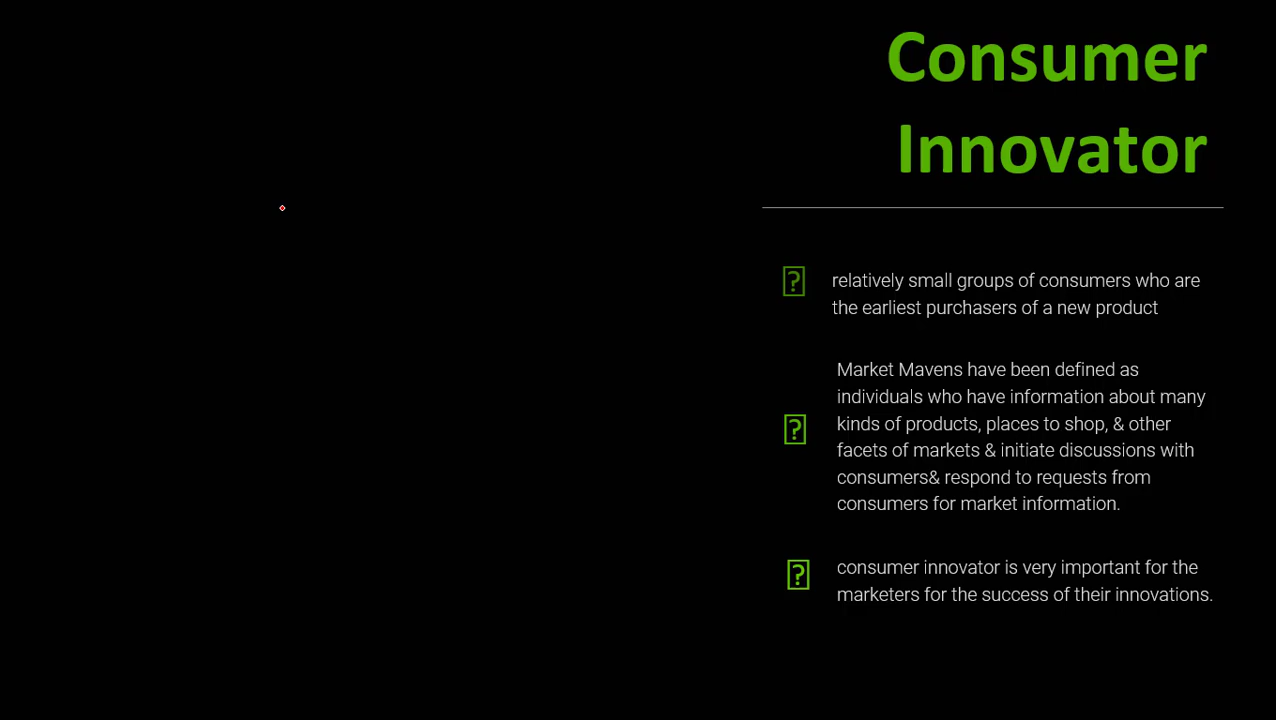 Consumer
Innovator
relatively small groups of consumers who are
the earliest purchasers of a new product
Market Mavens have been defined as
individuals who have information about many
kinds of products, places to shop, & other
facets of markets & initiate discussions with
consumers& respond to requests from
consumers for market information.
consumer innovator is very important for the
marketers for the success of their innovations.